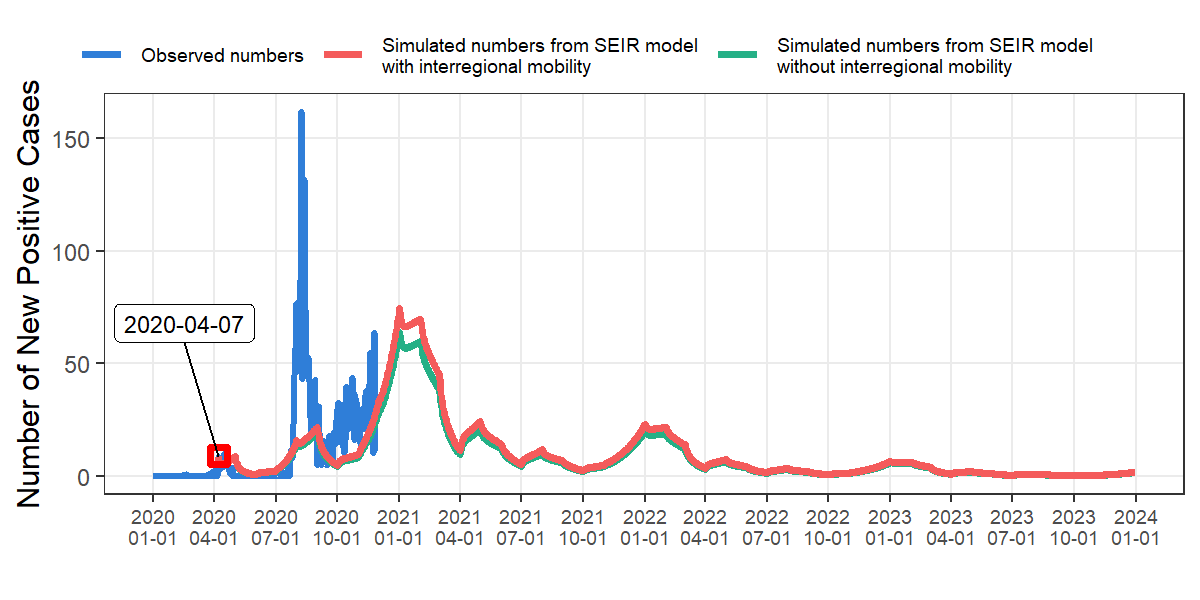 Observed numbers
Simulated numbers from SEIR model
with interregional mobility
Simulated numbers from SEIR model
without interregional mobility
Number of New Positive Cases
150
100
50
0
2020-04-07
2020 2020 2020 2020 2021 2021 2021 2021 2022 2022 2022 2022 2023 2023 2023 2023 2024
01-01 04-01 07-01 10-01 01-01 04-01 07-01 10-01 01-01 04-01 07-01 10-01 01-01 04-01 07-01 10-01 01-01